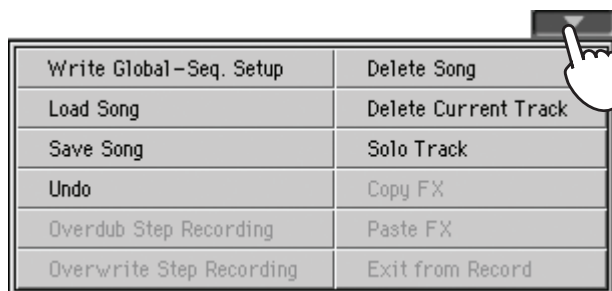 Write Global-Seq. Setup
Delete Song
Load Song
Delete Current Track
Save Song
Solo Track
Undo
Copy FX
Overdub Step Recording
Paste FX
Overwrite Step Recording
Exit from Record